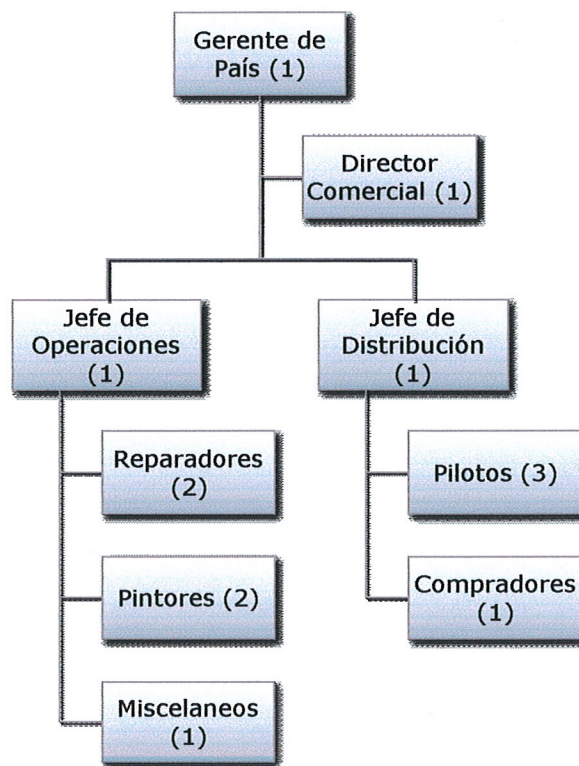 Gerente de
País (1)
Director
Comercial (1)
Jefe de
Operaciones
(1)
Jefe de
Distribución
(1)
Reparadores
(2)
Pilotos (3)
Pintores (2)
Compradores
(1)
Miscelaneos
(1)